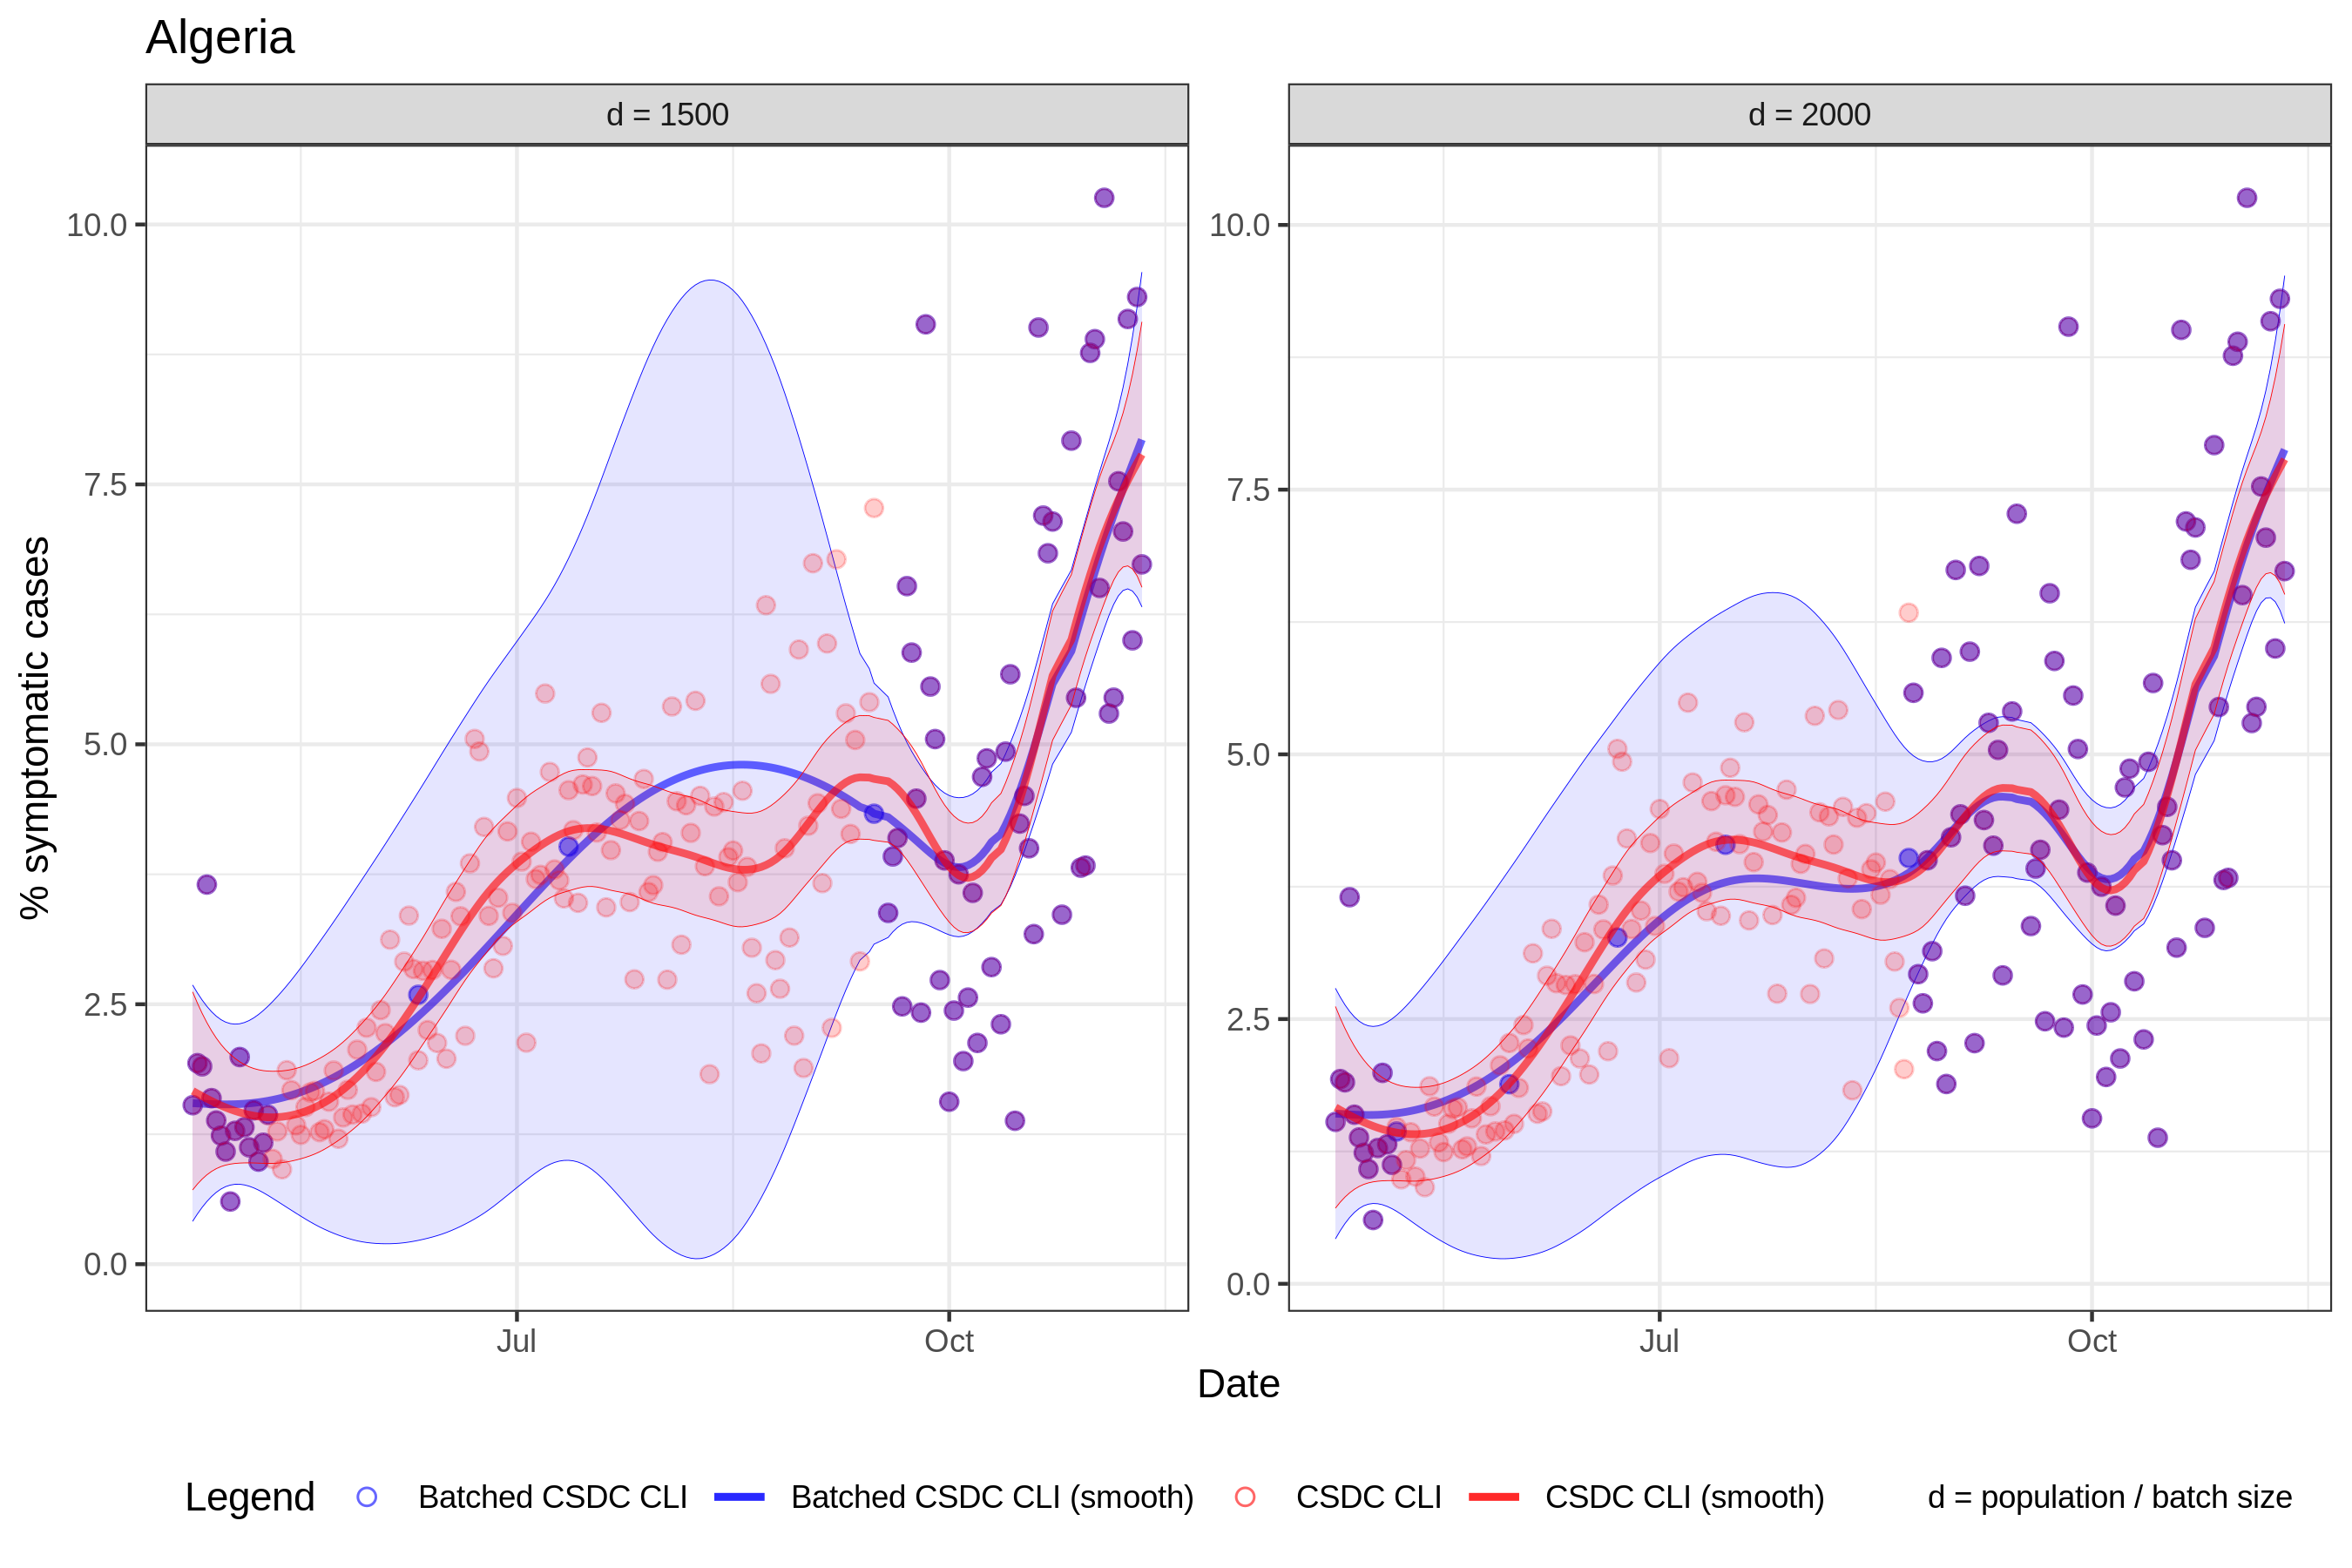 Algeria
d = 1500
d = 2000
% symptomatic cases
10.0
7.5
5.0
2.5
0.0
10.0
7.5
5.0
2.5
0.0
Jul
Oct
Jul
Oct
Date
Legend
Batched CSDC CLI
Batched CSDC CLI (smooth)
CSDC CLI
CSDC CLI (smooth)
d = population / batch size